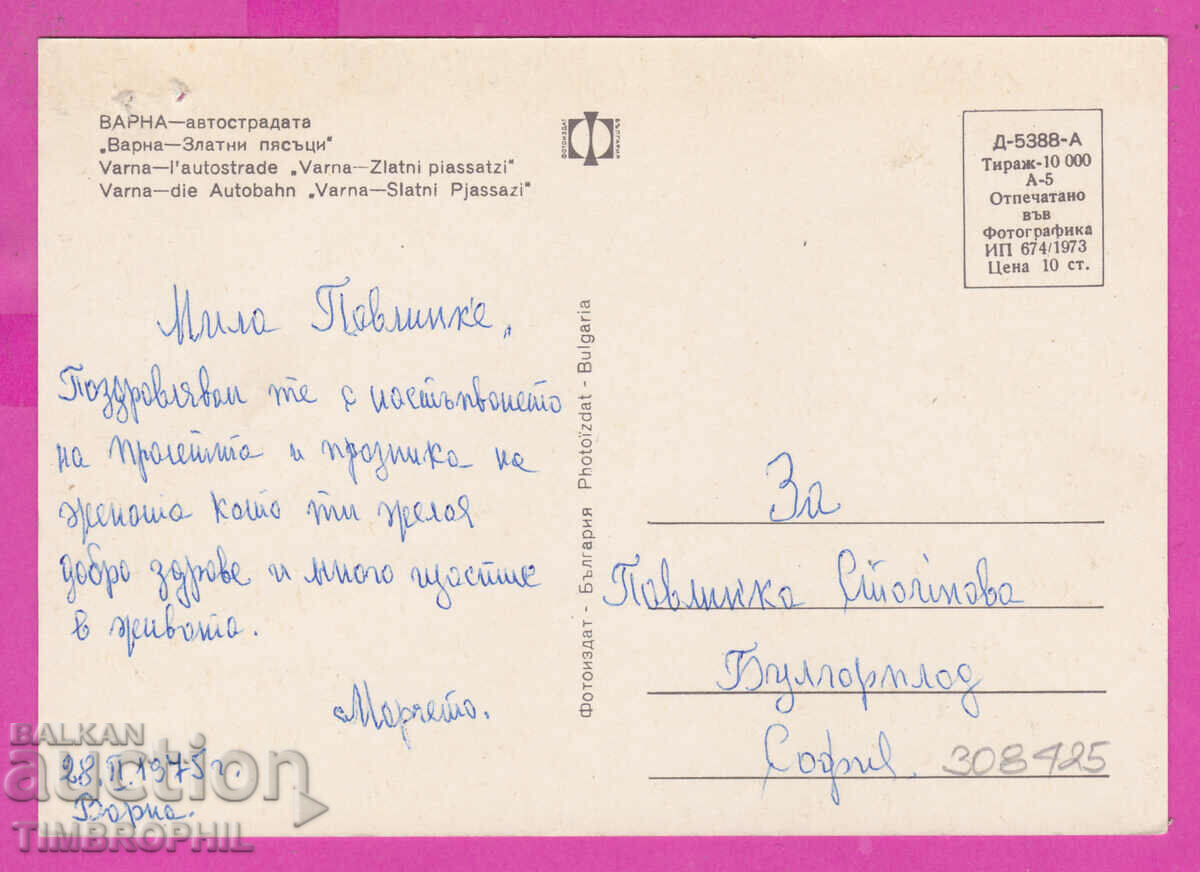 ВАРНА—автострадата
„Варна—Златни пясъци“
Varna—l'autostrade „Varna—Zlatni piassatzi“
Varna—die Autobahn „Varna—Slatni Pjassazi“
ФОТОИЗДАТ
БЪЛГАРИЯ
Д-5388-А
Тираж-10 000
А-5
Отпечатано
във
Фотографика
ИП 674/1973
Цена 10 ст.
Мила Павлинке,
Поздравявам те с настъпването
на пролетта и празника на
жената като ти желая
добро здраве и много щастие
в живота.
Марчето.
28.II.1975 г.
Варна.
Фотоиздат - България Photoïzdat - Bulgaria
За
Павлинка Стоянова
Булгарплод
София.
308425
BALKAN
auction
TIMBROPHIL